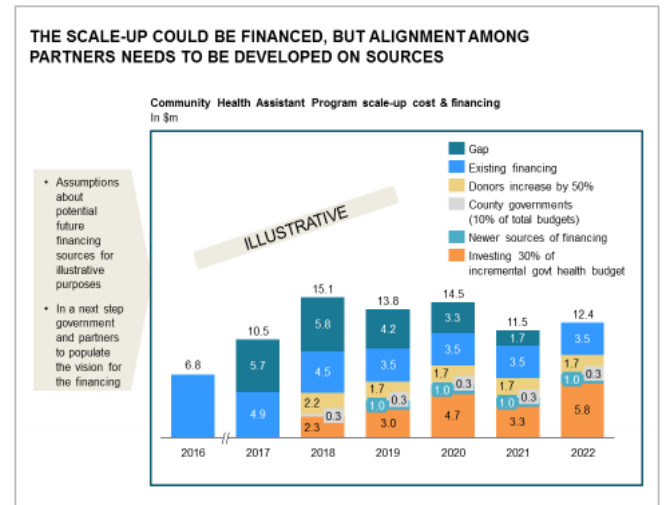 THE SCALE-UP COULD BE FINANCED, BUT ALIGNMENT AMONG
PARTNERS NEEDS TO BE DEVELOPED ON SOURCES
Community Health Assistant Program scale-up cost & financing
In $m
• Assumptions
about
potential
future
financing
sources for
illustrative
purposes
• In a next step
government
and partners
to populate
the vision for
the financing
ILLUSTRATIVE
Gap
Existing financing
Donors increase by 50%
County governments
(10% of total budgets)
Newer sources of financing
Investing 30% of
incremental govt health budget
6.8
2016
//
10.5
5.7
4.9
2017
15.1
5.8
4.5
2.2
0.3
2.3
2018
13.8
4.2
3.5
1.7
0.3
1.0
3.0
2019
14.5
3.3
3.5
1.7
0.3
1.0
4.7
2020
11.5
1.7
3.5
1.7
0.3
1.0
3.3
2021
12.4
3.5
1.7
0.3
1.0
5.8
2022